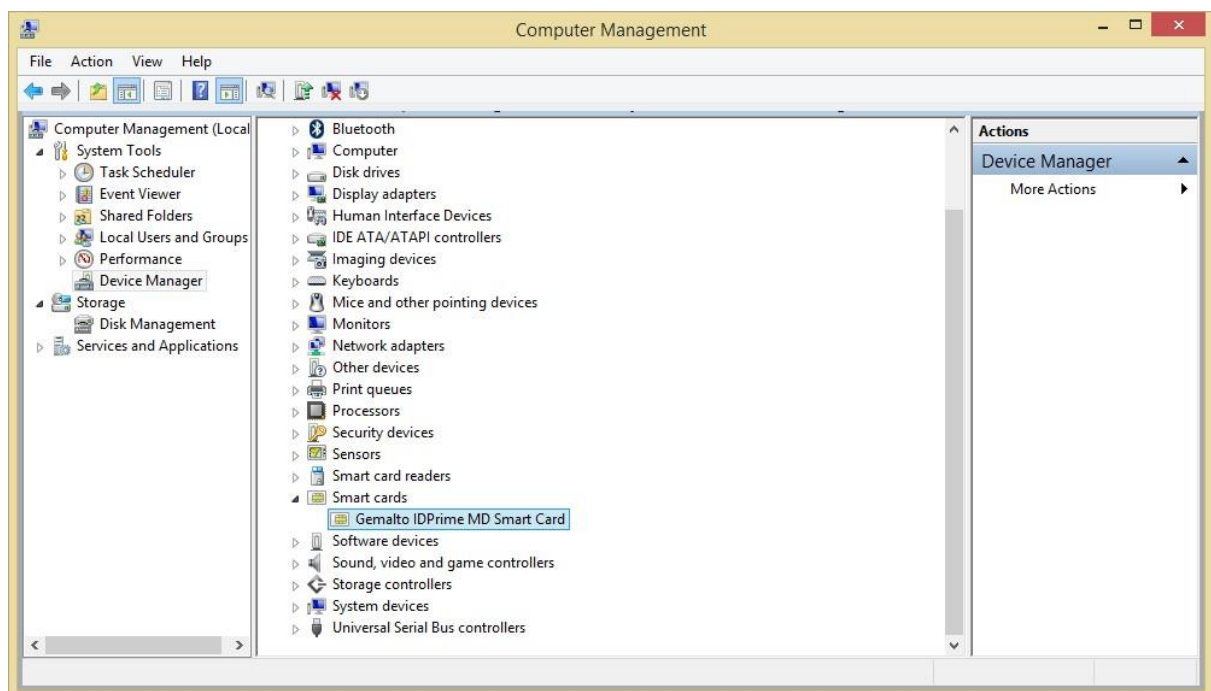 Computer Management
File Action View Help
Computer Management (Local
System Tools
Task Scheduler
Event Viewer
Shared Folders
Local Users and Groups
Performance
Device Manager
Storage
Disk Management
Services and Applications
Bluetooth
Computer
Disk drives
Display adapters
Human Interface Devices
IDE ATA/ATAPI controllers
Imaging devices
Keyboards
Mice and other pointing devices
Monitors
Network adapters
Other devices
Print queues
Processors
Security devices
Sensors
Smart card readers
Smart cards
Gemalto IDPrime MD Smart Card
Software devices
Sound, video and game controllers
Storage controllers
System devices
Universal Serial Bus controllers
Actions
Device Manager
More Actions